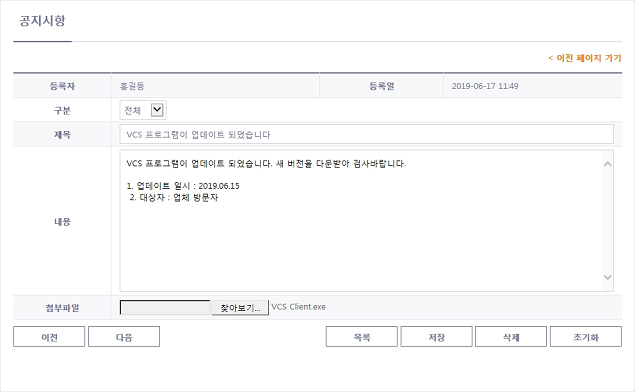 공지사항
< 이전 페이지 가기
등록자 홍길동 등록일 2019-06-17 11:49
구분 전체
제목 VCS 프로그램이 업데이트 되었습니다
내용
VCS 프로그램이 업데이트 되었습니다. 새 버전을 다운받아 검사바랍니다.
1. 업데이트 일시 : 2019.06.15
2. 대상자 : 업체 방문자
첨부파일 찾아보기... VCS Client.exe
이전 다음 목록 저장 삭제 초기화